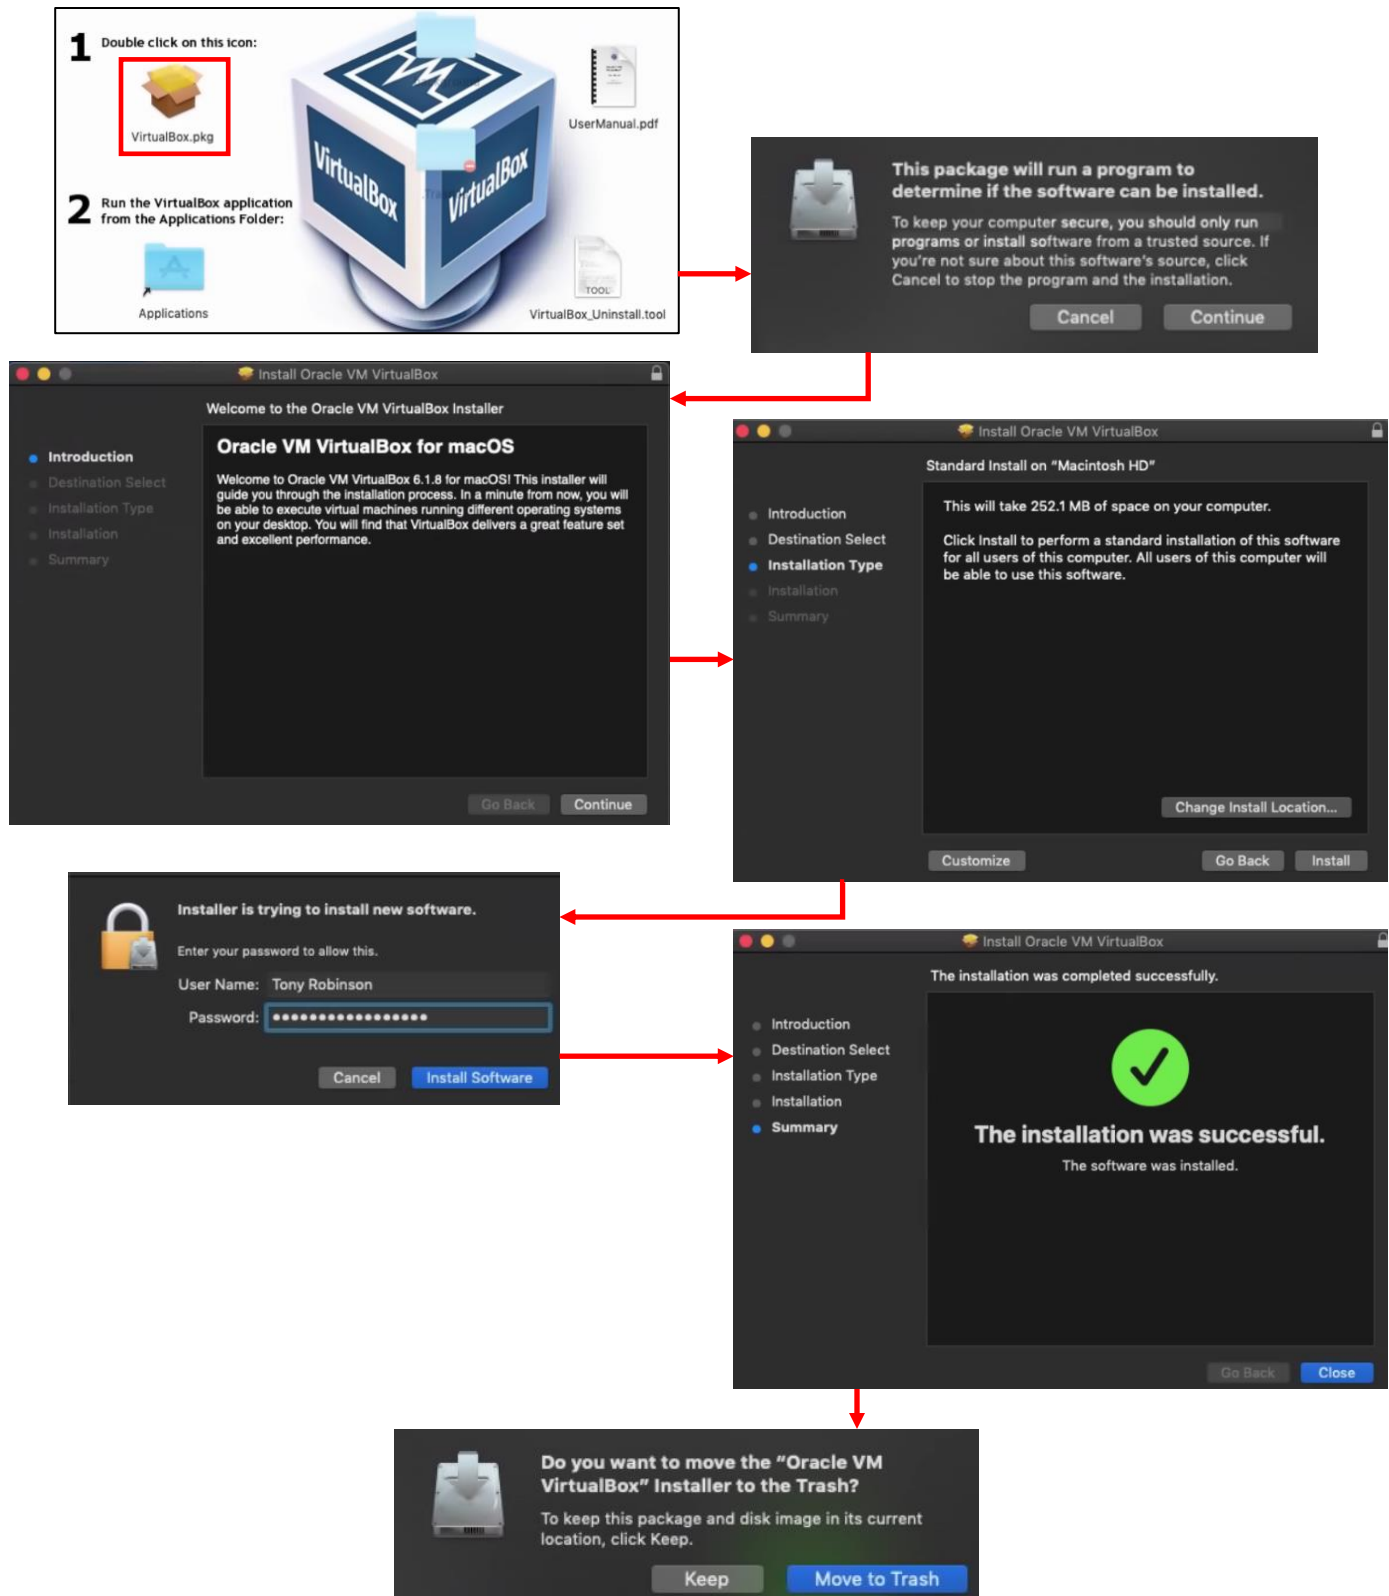 1 Double click on this icon:
VirtualBox.pkg
UserManual.pdf
VirtualBox
VirtualBox
2 Run the VirtualBox application
from the Applications Folder:
Applications
TOOL
VirtualBox_Uninstall.tool
This package will run a program to
determine if the software can be installed.
To keep your computer secure, you should only run
programs or install software from a trusted source. If
you're not sure about this software's source, click
Cancel to stop the program and the installation.
Cancel
Continue
Install Oracle VM VirtualBox
Welcome to the Oracle VM VirtualBox Installer
Introduction
Destination Select
Installation Type
Installation
Summary
Oracle VM VirtualBox for macOS
Welcome to Oracle VM VirtualBox 6.1.8 for macOS! This installer will
guide you through the installation process. In a minute from now, you will
be able to execute virtual machines running different operating systems
on your desktop. You will find that VirtualBox delivers a great feature set
and excellent performance.
Go Back
Continue
Install Oracle VM VirtualBox
Standard Install on "Macintosh HD"
Introduction
Destination Select
Installation Type
Installation
Summary
This will take 252.1 MB of space on your computer.
Click Install to perform a standard installation of this software
for all users of this computer. All users of this computer will
be able to use this software.
Change Install Location...
Customize
Go Back
Install
Installer is trying to install new software.
Enter your password to allow this.
User Name: Tony Robinson
Password: •••••••••••••••••
Cancel
Install Software
Install Oracle VM VirtualBox
The installation was completed successfully.
Introduction
Destination Select
Installation Type
Installation
Summary
The installation was successful.
The software was installed.
Go Back
Close
Do you want to move the “Oracle VM
VirtualBox” Installer to the Trash?
To keep this package and disk image in its current
location, click Keep.
Keep
Move to Trash